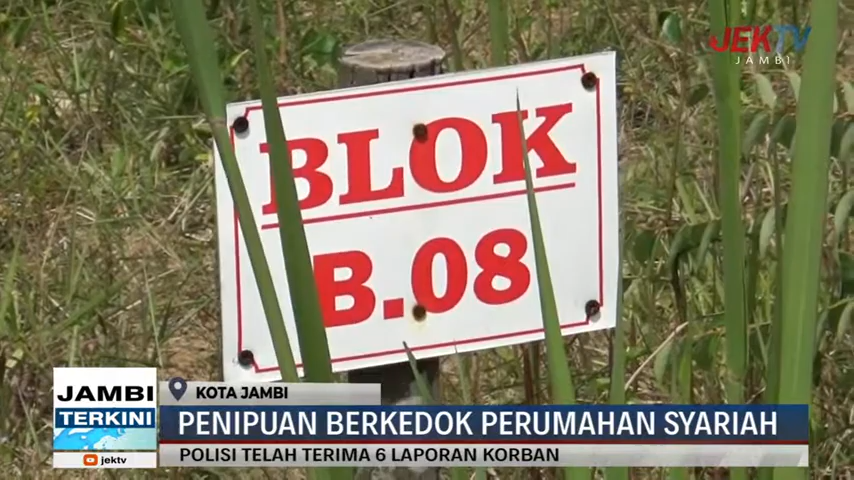 JEKTV
JAMBI
BLOK
B.08
JAMBI
TERKINI
jektv
KOTA JAMBI
PENIPUAN BERKEDOK PERUMAHAN SYARIAH
POLISI TELAH TERIMA 6 LAPORAN KORBAN